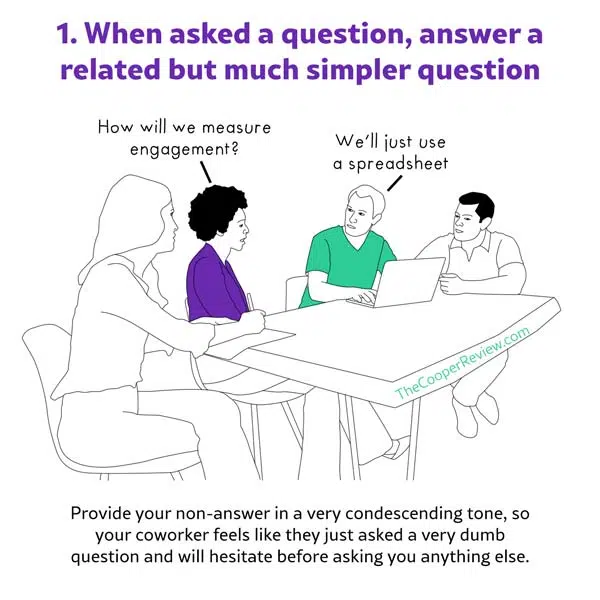 1. When asked a question, answer a
related but much simpler question
How will we measure
engagement?
We'll just use
a spreadsheet
TheCooperReview.com
Provide your non-answer in a very condescending tone, so
your coworker feels like they just asked a very dumb
question and will hesitate before asking you anything else.